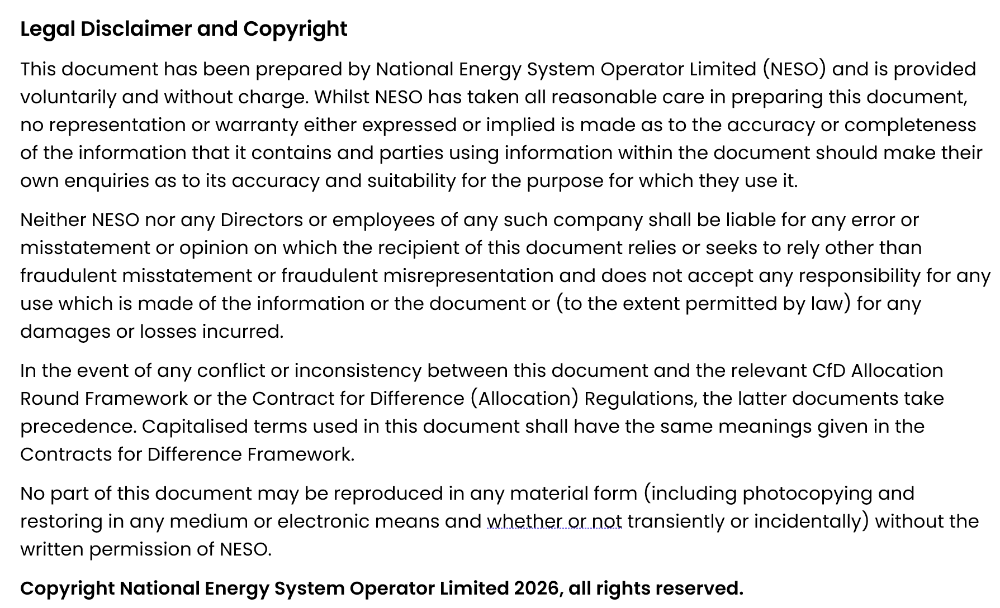 Legal Disclaimer and Copyright
This document has been prepared by National Energy System Operator Limited (NESO) and is provided
voluntarily and without charge. Whilst NESO has taken all reasonable care in preparing this document,
no representation or warranty either expressed or implied is made as to the accuracy or completeness
of the information that it contains and parties using information within the document should make their
own enquiries as to its accuracy and suitability for the purpose for which they use it.
Neither NESO nor any Directors or employees of any such company shall be liable for any error or
misstatement or opinion on which the recipient of this document relies or seeks to rely other than
fraudulent misstatement or fraudulent misrepresentation and does not accept any responsibility for any
use which is made of the information or the document or (to the extent permitted by law) for any
damages or losses incurred.
In the event of any conflict or inconsistency between this document and the relevant CfD Allocation
Round Framework or the Contract for Difference (Allocation) Regulations, the latter documents take
precedence. Capitalised terms used in this document shall have the same meanings given in the
Contracts for Difference Framework.
No part of this document may be reproduced in any material form (including photocopying and
restoring in any medium or electronic means and whether or not transiently or incidentally) without the
written permission of NESO.
Copyright National Energy System Operator Limited 2026, all rights reserved.